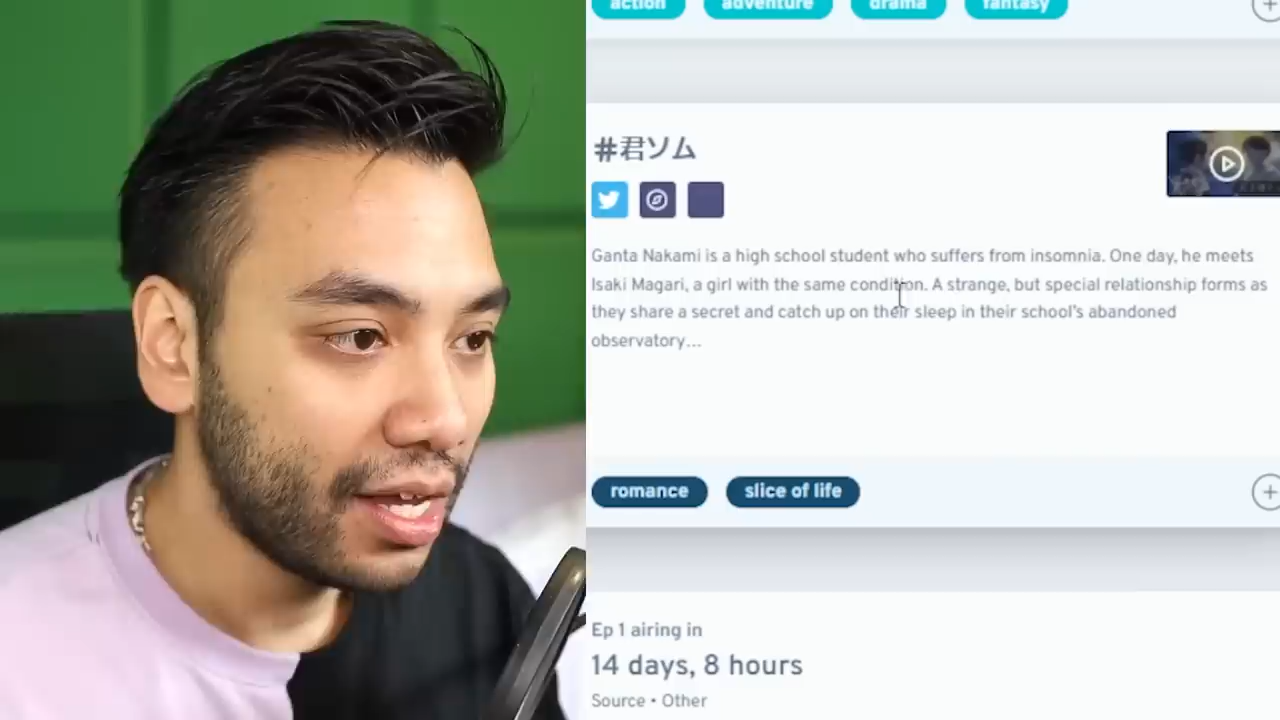 action adventure drama fantasy
#君ソム
Ganta Nakami is a high school student who suffers from insomnia. One day, he meets
Isaki Magari, a girl with the same condition. A strange, but special relationship forms as
they share a secret and catch up on their sleep in their school's abandoned
observatory...
romance slice of life
Ep 1 airing in
14 days, 8 hours
Source • Other